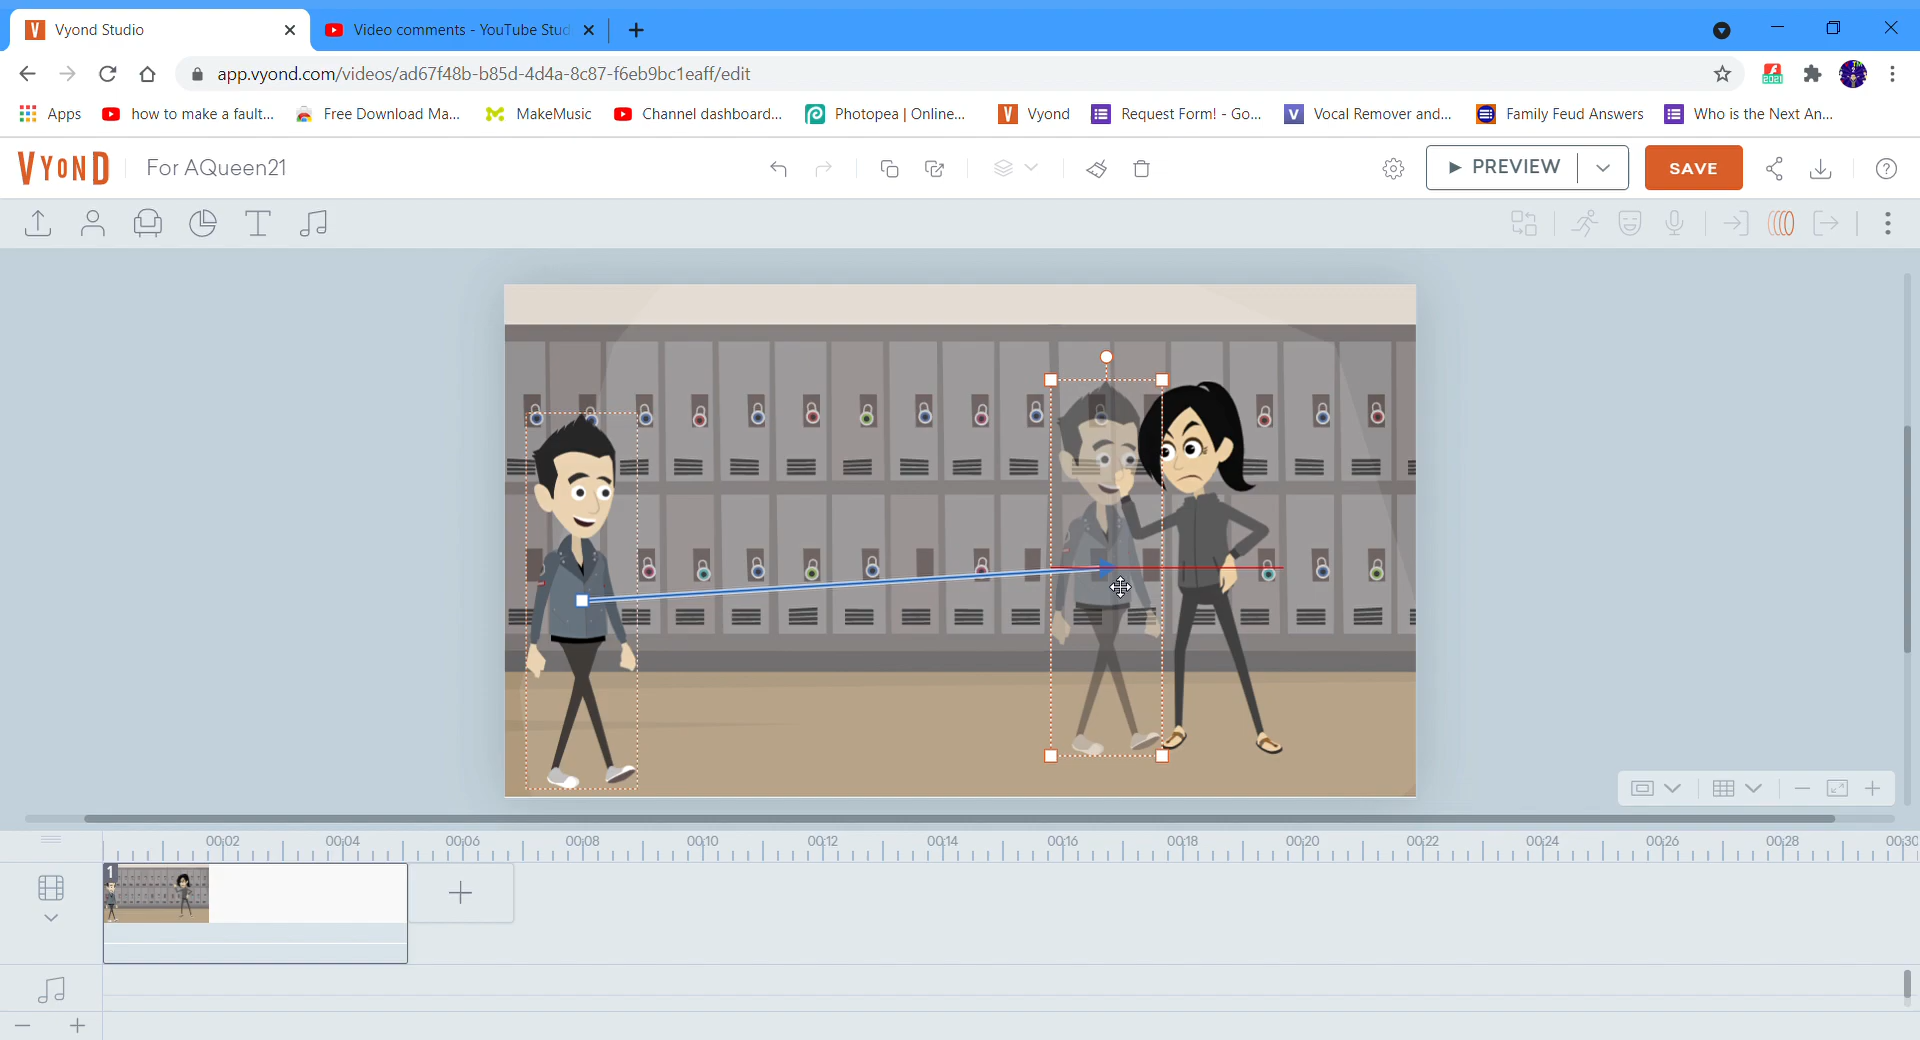 Vyond Studio
Video comments - YouTube Stud
app.vyond.com/videos/ad67f48b-b85d-4d4a-8c87-f6eb9bc1eaff/edit
Apps
how to make a fault...
Free Download Ma...
MakeMusic
Channel dashboard...
Photopea | Online...
Vyond
Request Form! - Go...
Vocal Remover and...
Family Feud Answers
Who is the Next An...
VYOND
For AQueen21
PREVIEW
SAVE
00:02
00:04
00:06
00:08
00:10
00:12
00:14
00:16
00:18
00:20
00:22
00:24
00:26
00:28
00:30
1